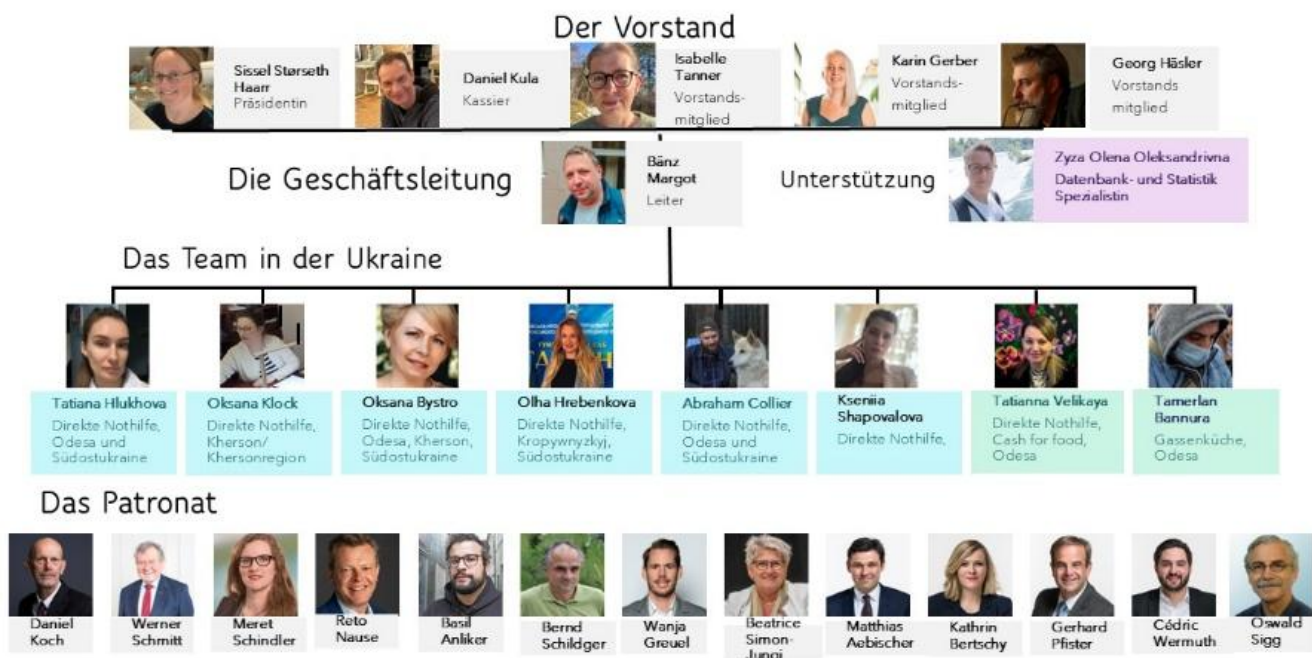 Der Vorstand
Sissel Størseth
Haarr
Präsidentin
Daniel Kula
Kassier
Isabelle
Tanner
Vorstands-
mitglied
Karin Gerber
Vorstands-
mitglied
Georg Häsler
Vorstands
mitglied
Die Geschäftsleitung
Bänz
Margot
Leiter
Unterstützung
Zyza Olena Oleksandrivna
Datenbank- und Statistik
Spezialistin
Das Team in der Ukraine
Tatiana Hlukhova
Direkte Nothilfe,
Odesa und
Südostukraine
Oksana Klock
Direkte Nothilfe,
Kherson/
Khersonregion
Oksana Bystro
Direkte Nothilfe,
Odesa, Kherson,
Südostukraine
Olha Hrebenkova
Direkte Nothilfe,
Kropywnyzkyj,
Südostukraine
Abraham Collier
Direkte Nothilfe,
Odesa und
Südostukraine
Kseniia
Shapovalova
Direkte Nothilfe,
Tatianna Velikaya
Direkte Nothilfe,
Cash for food,
Odesa
Tamerlan
Bannura
Gassenküche,
Odesa
Das Patronat
Daniel
Koch
Werner
Schmitt
Meret
Schindler
Reto
Nause
Basil
Anliker
Bernd
Schildger
Wanja
Greuel
Beatrice
Simon-
Jungi
Matthias
Aebischer
Kathrin
Bertschy
Gerhard
Pfister
Cédric
Wermuth
Oswald
Sigg